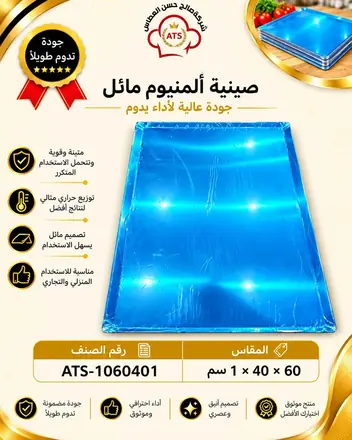 شركة صالح حسن العطاس
ATS
جودة
تدوم طويلاً
صينية ألمنيوم مائل
جودة عالية لأداء يدوم
متينة وقوية
وتتحمل الاستخدام
المتكرر
توزيع حراري مثالي
لنتائج أفضل
تصميم مائل
يسهل الاستخدام
مناسبة للاستخدام
المنزلي والتجاري
المقاس
رقم الصنف
60 × 40 × 1 سم
ATS-1060401
منتج موثوق
اختيارك الأفضل
تصميم أنيق
وعصري
أداء احترافي
وموثوق
جودة مضمونة
تدوم طويلاً